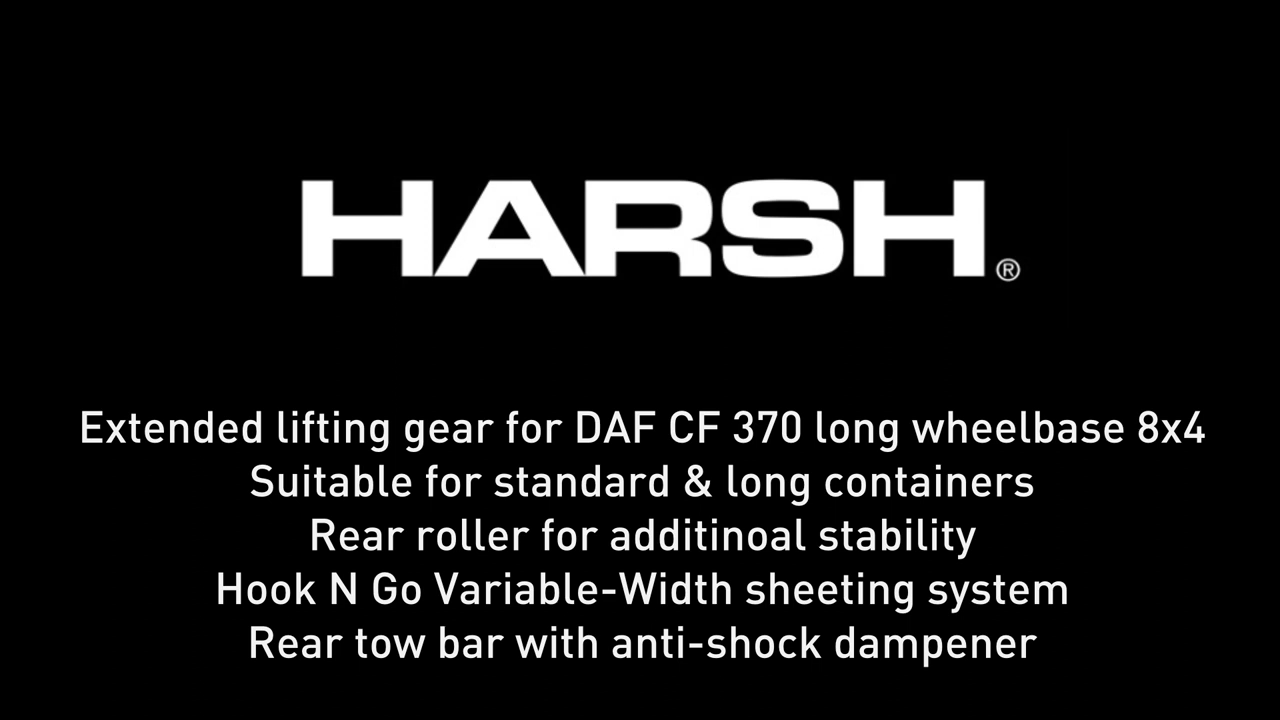 HARSH®
Extended lifting gear for DAF CF 370 long wheelbase 8x4
Suitable for standard & long containers
Rear roller for additinoal stability
Hook N Go Variable-Width sheeting system
Rear tow bar with anti-shock dampener